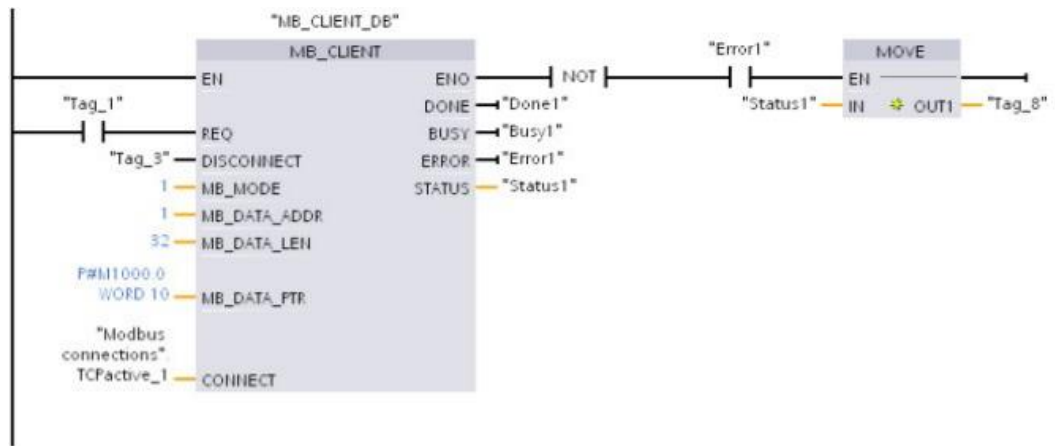 "MB_CLIENT_DB"
MB_CLIENT
"Error1"
MOVE
EN
ENO
NOT
EN
"Tag_1"
DONE
"Done1"
"Status1"
IN
OUT1
"Tag_8"
REQ
BUSY
"Busy1"
"Tag_3"
DISCONNECT
ERROR
"Error1"
1
MB_MODE
STATUS
"Status1"
1
MB_DATA_ADDR
32
MB_DATA_LEN
P#M1000.0
WORD 10
MB_DATA_PTR
"Modbus
connections".
TCPactive_1
CONNECT